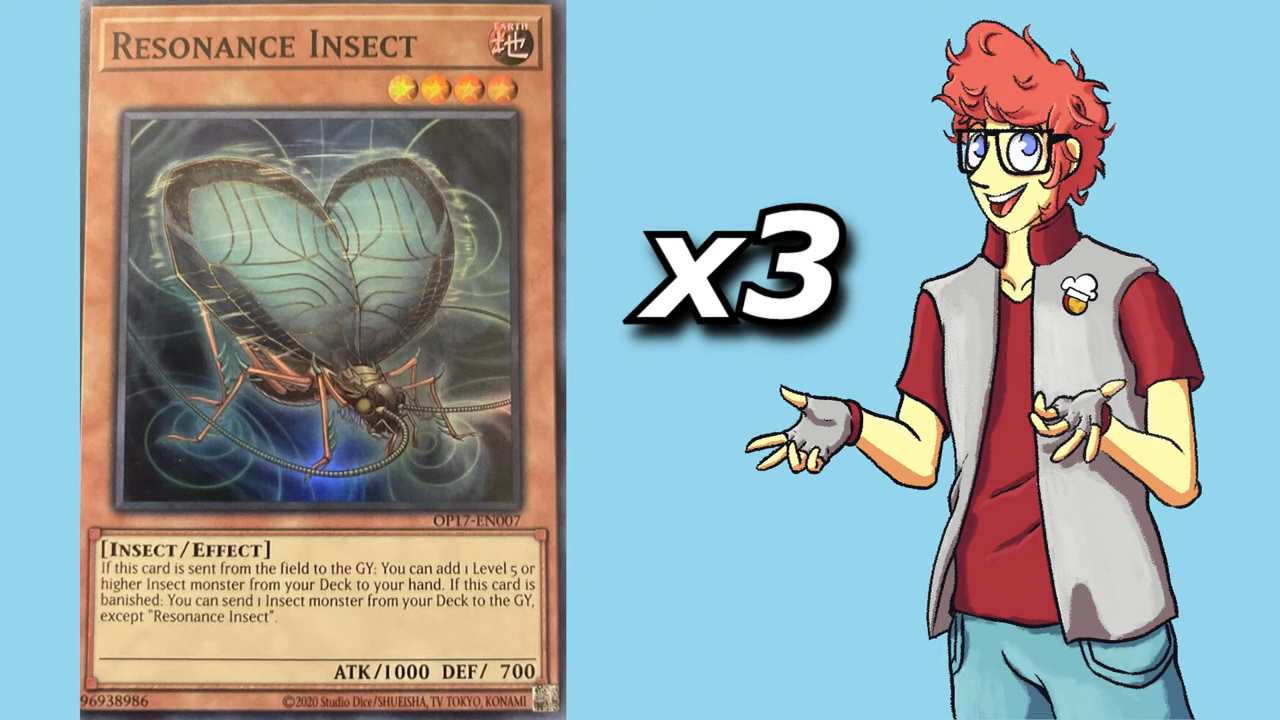 RESONANCE INSECT
EARTH
地
OP17-EN007
[INSECT/EFFECT]
If this card is sent from the field to the GY: You can add 1 Level 5 or
higher Insect monster from your Deck to your hand. If this card is
banished: You can send 1 Insect monster from your Deck to the GY,
except "Resonance Insect".
ATK/1000 DEF/ 700
96938986
©2020 Studio Dice/SHUEISHA, TV TOKYO, KONAMI
x3